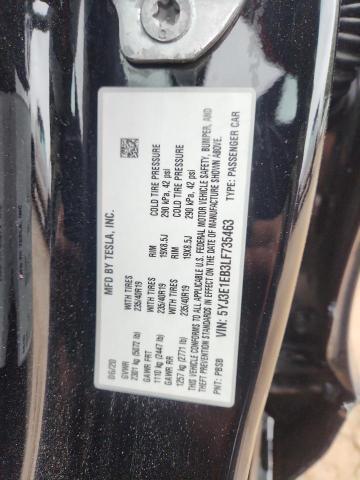 MFD BY TESLA, INC.
06/20
GVWR
2301 kg (5072 lb)
GAWR FRT WITH TIRES RIM COLD TIRE PRESSURE
1110 kg (2447 lb) 235/40R19 19X8.5J 290 kPa, 42 psi
GAWR RR WITH TIRES RIM COLD TIRE PRESSURE
1257 kg (2771 lb) 235/40R19 19X8.5J 290 kPa, 42 psi
THIS VEHICLE CONFORMS TO ALL APPLICABLE U.S. FEDERAL MOTOR VEHICLE SAFETY, BUMPER, AND
THEFT PREVENTION STANDARDS IN EFFECT ON THE DATE OF MANUFACTURE SHOWN ABOVE.
VIN: 5YJ3E1EB3LF735463 TYPE: PASSENGER CAR
PNT: PBSB